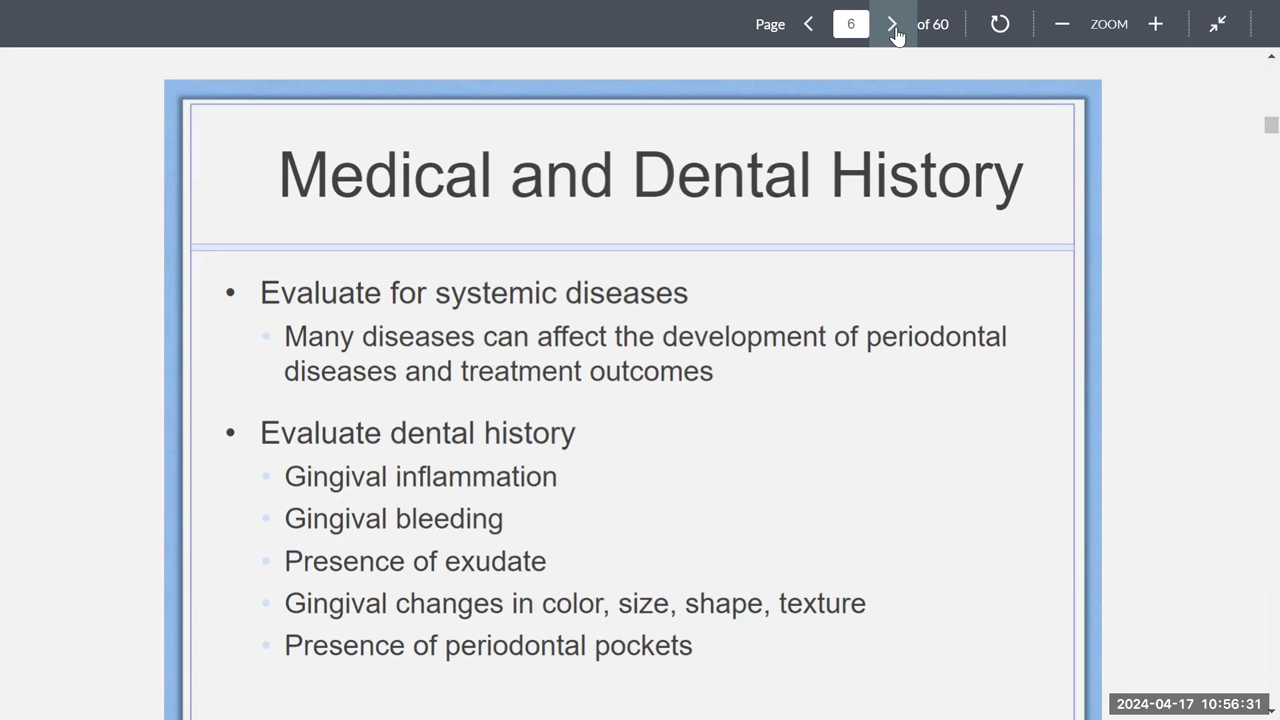 Page 6 of 60 ZOOM
Medical and Dental History
• Evaluate for systemic diseases
• Many diseases can affect the development of periodontal
diseases and treatment outcomes
• Evaluate dental history
• Gingival inflammation
• Gingival bleeding
• Presence of exudate
• Gingival changes in color, size, shape, texture
• Presence of periodontal pockets
2024-04-17 10:56:31